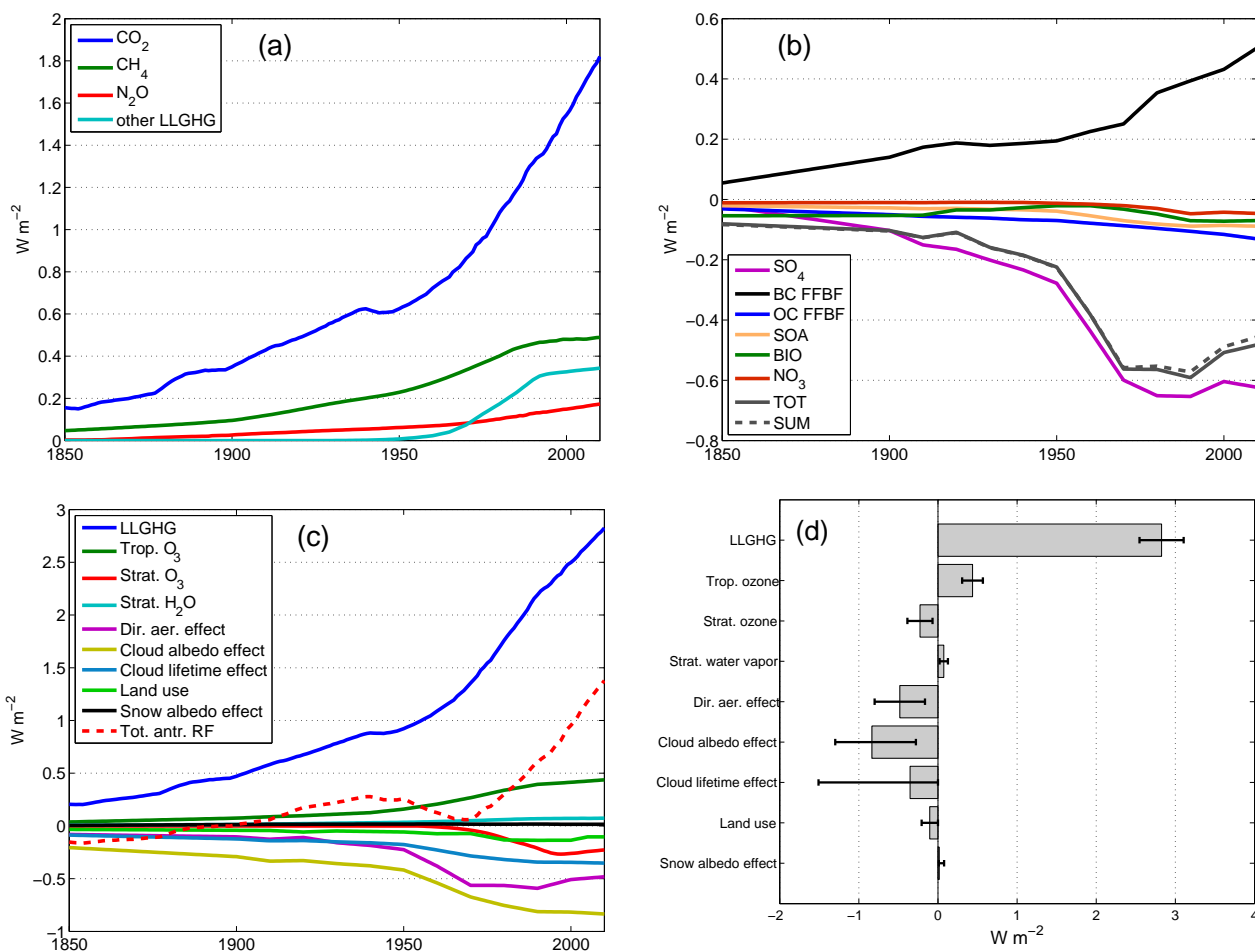 (a)
W m⁻²
2
1.8
1.6
1.4
1.2
1
0.8
0.6
0.4
0.2
0
1850 1900 1950 2000
CO₂
CH₄
N₂O
other LLGHG
(b)
W m⁻²
0.6
0.4
0.2
0
−0.2
−0.4
−0.6
−0.8
1850 1900 1950 2000
SO₄
BC FFBF
OC FFBF
SOA
BIO
NO₃
TOT
SUM
(c)
W m⁻²
3
2.5
2
1.5
1
0.5
0
−0.5
−1
1850 1900 1950 2000
LLGHG
Trop. O₃
Strat. O₃
Strat. H₂O
Dir. aer. effect
Cloud albedo effect
Cloud lifetime effect
Land use
Snow albedo effect
Tot. antr. RF
(d)
LLGHG
Trop. ozone
Strat. ozone
Strat. water vapor
Dir. aer. effect
Cloud albedo effect
Cloud lifetime effect
Land use
Snow albedo effect
−2 −1 0 1 2 3 4
W m⁻²